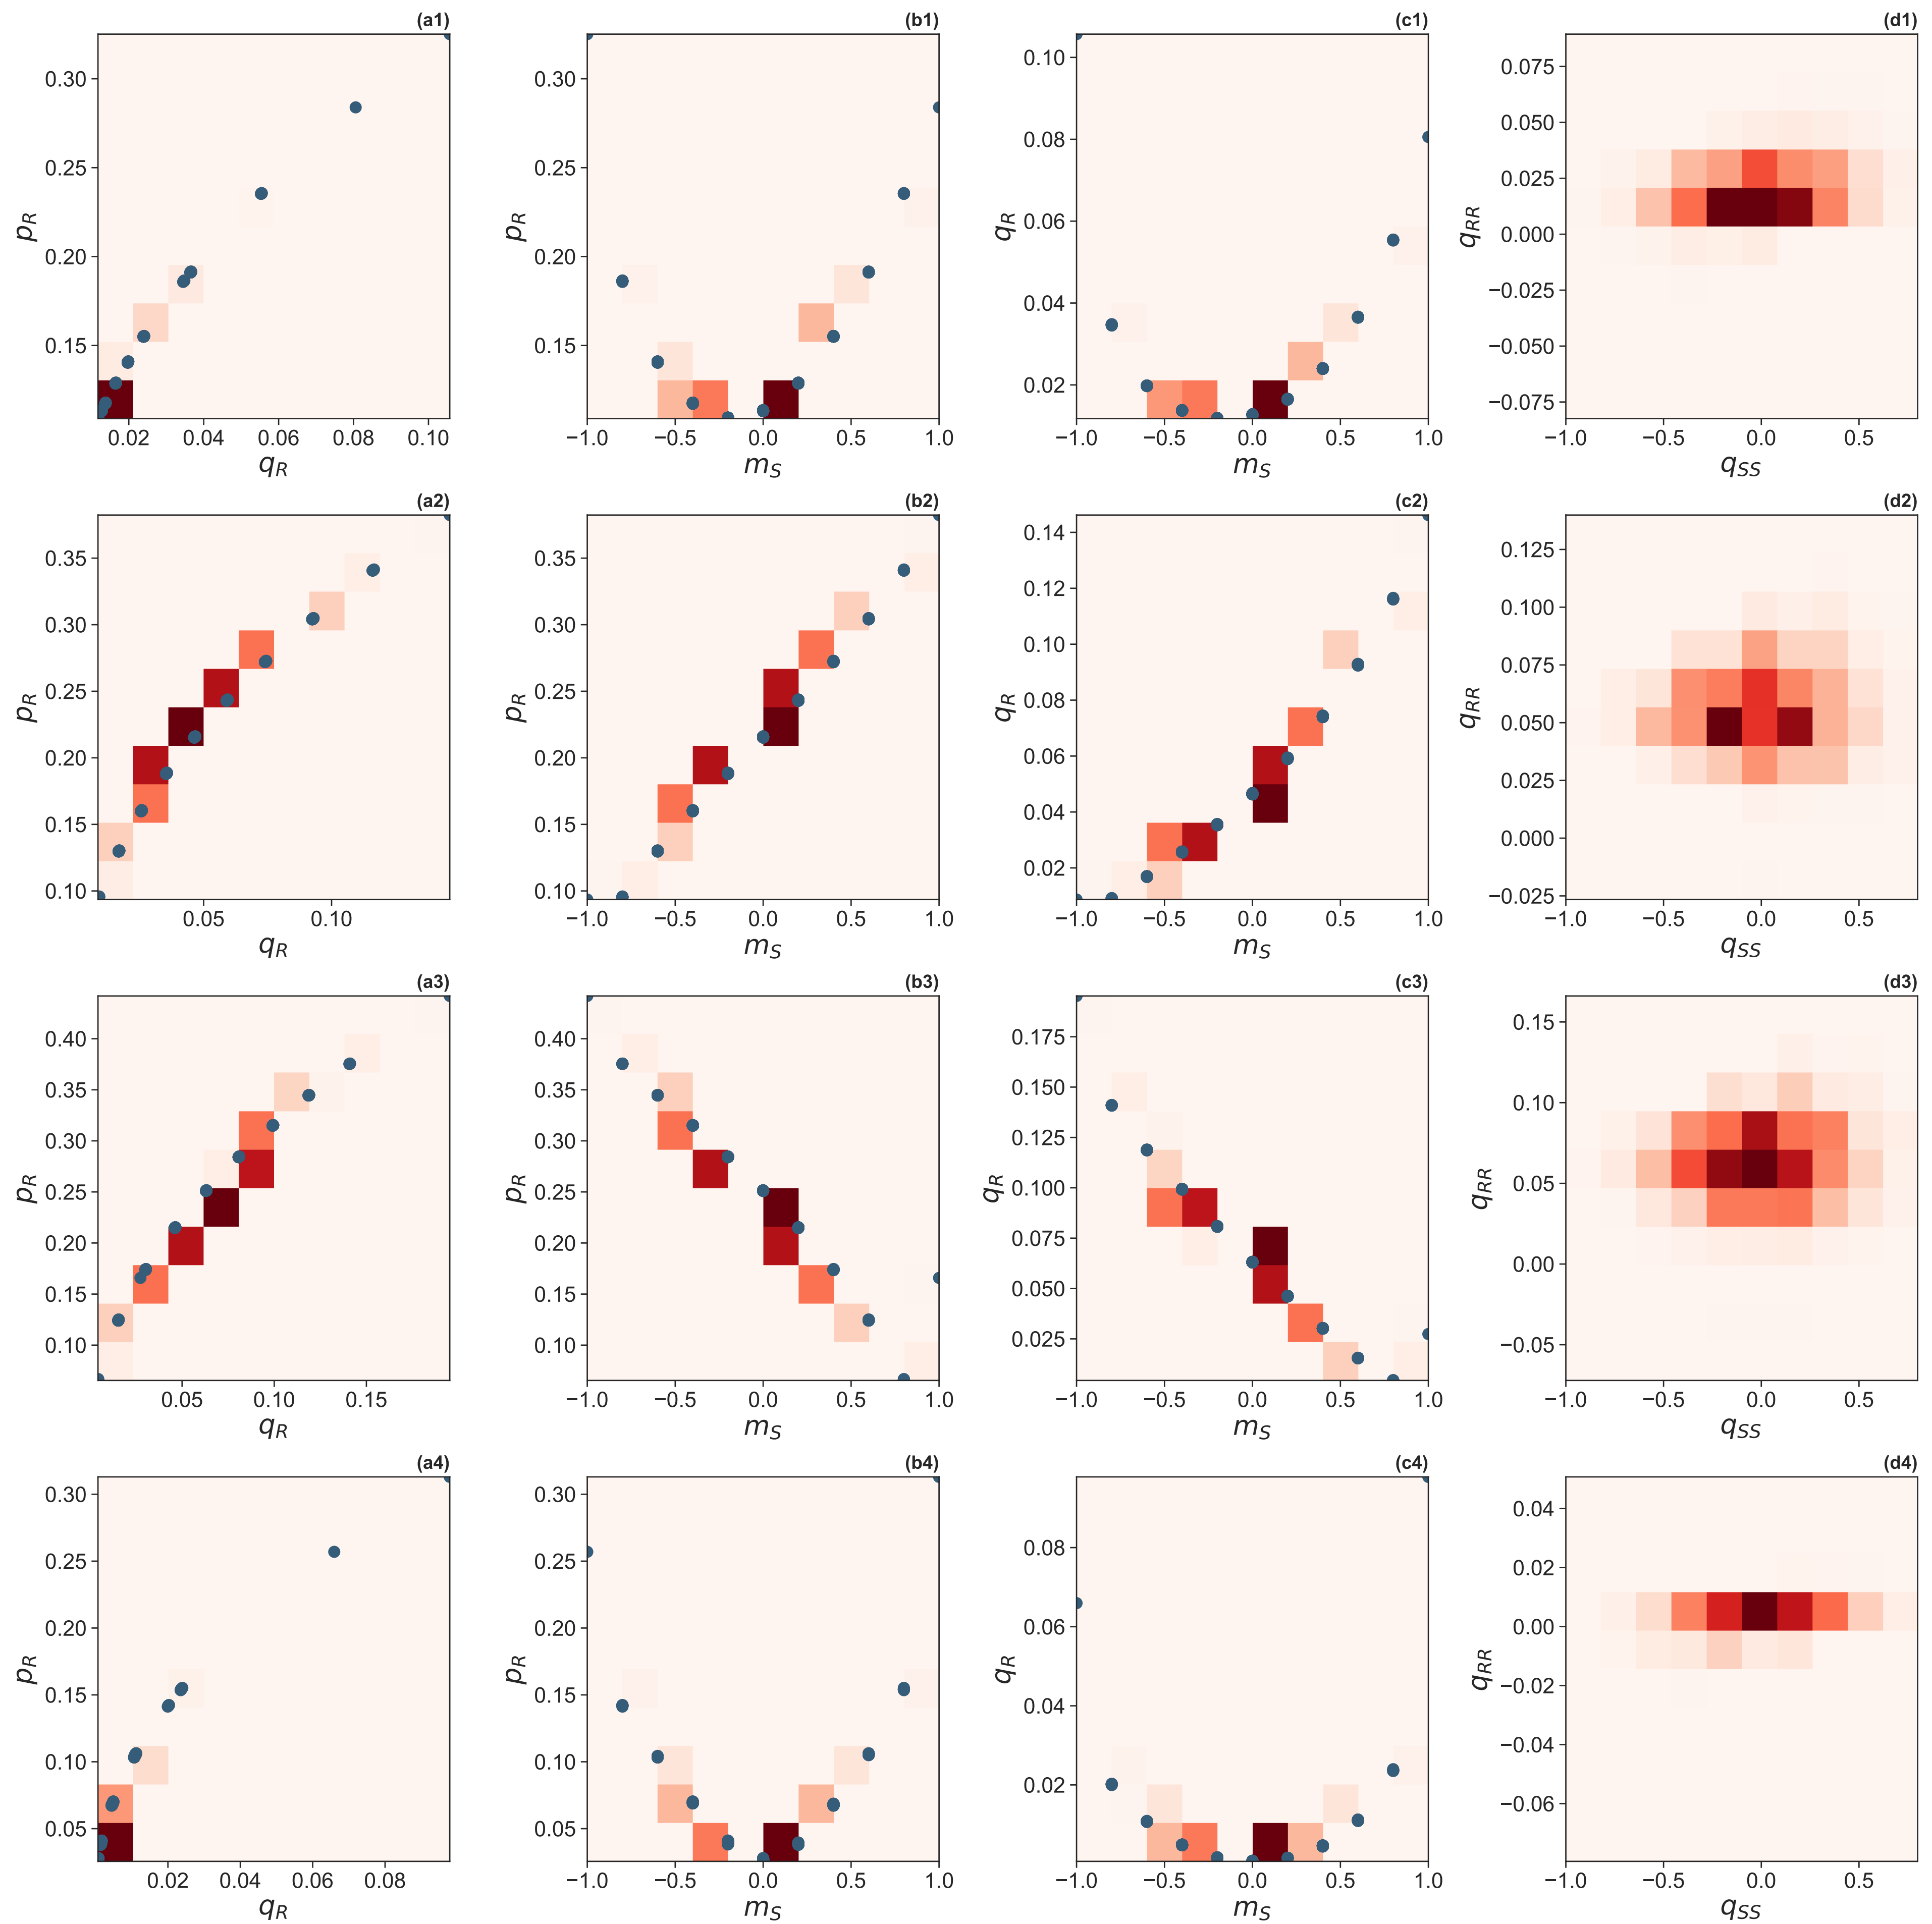 (a1) (b1) (c1) (d1)
0.30 0.25 0.20 0.15
p_R
0.02 0.04 0.06 0.08 0.10
q_R
0.30 0.25 0.20 0.15
p_R
−1.0 −0.5 0.0 0.5 1.0
m_S
0.10 0.08 0.06 0.04 0.02
q_R
−1.0 −0.5 0.0 0.5 1.0
m_S
0.075 0.050 0.025 0.000 −0.025 −0.050 −0.075
q_RR
−1.0 −0.5 0.0 0.5
q_SS
(a2) (b2) (c2) (d2)
0.35 0.30 0.25 0.20 0.15 0.10
p_R
0.05 0.10
q_R
0.35 0.30 0.25 0.20 0.15 0.10
p_R
−1.0 −0.5 0.0 0.5 1.0
m_S
0.14 0.12 0.10 0.08 0.06 0.04 0.02
q_R
−1.0 −0.5 0.0 0.5 1.0
m_S
0.125 0.100 0.075 0.050 0.025 0.000 −0.025
q_RR
−1.0 −0.5 0.0 0.5
q_SS
(a3) (b3) (c3) (d3)
0.40 0.35 0.30 0.25 0.20 0.15 0.10
p_R
0.05 0.10 0.15
q_R
0.40 0.35 0.30 0.25 0.20 0.15 0.10
p_R
−1.0 −0.5 0.0 0.5 1.0
m_S
0.175 0.150 0.125 0.100 0.075 0.050 0.025
q_R
−1.0 −0.5 0.0 0.5 1.0
m_S
0.15 0.10 0.05 0.00 −0.05
q_RR
−1.0 −0.5 0.0 0.5
q_SS
(a4) (b4) (c4) (d4)
0.30 0.25 0.20 0.15 0.10 0.05
p_R
0.02 0.04 0.06 0.08
q_R
0.30 0.25 0.20 0.15 0.10 0.05
p_R
−1.0 −0.5 0.0 0.5 1.0
m_S
0.08 0.06 0.04 0.02
q_R
−1.0 −0.5 0.0 0.5 1.0
m_S
0.04 0.02 0.00 −0.02 −0.04 −0.06
q_RR
−1.0 −0.5 0.0 0.5
q_SS